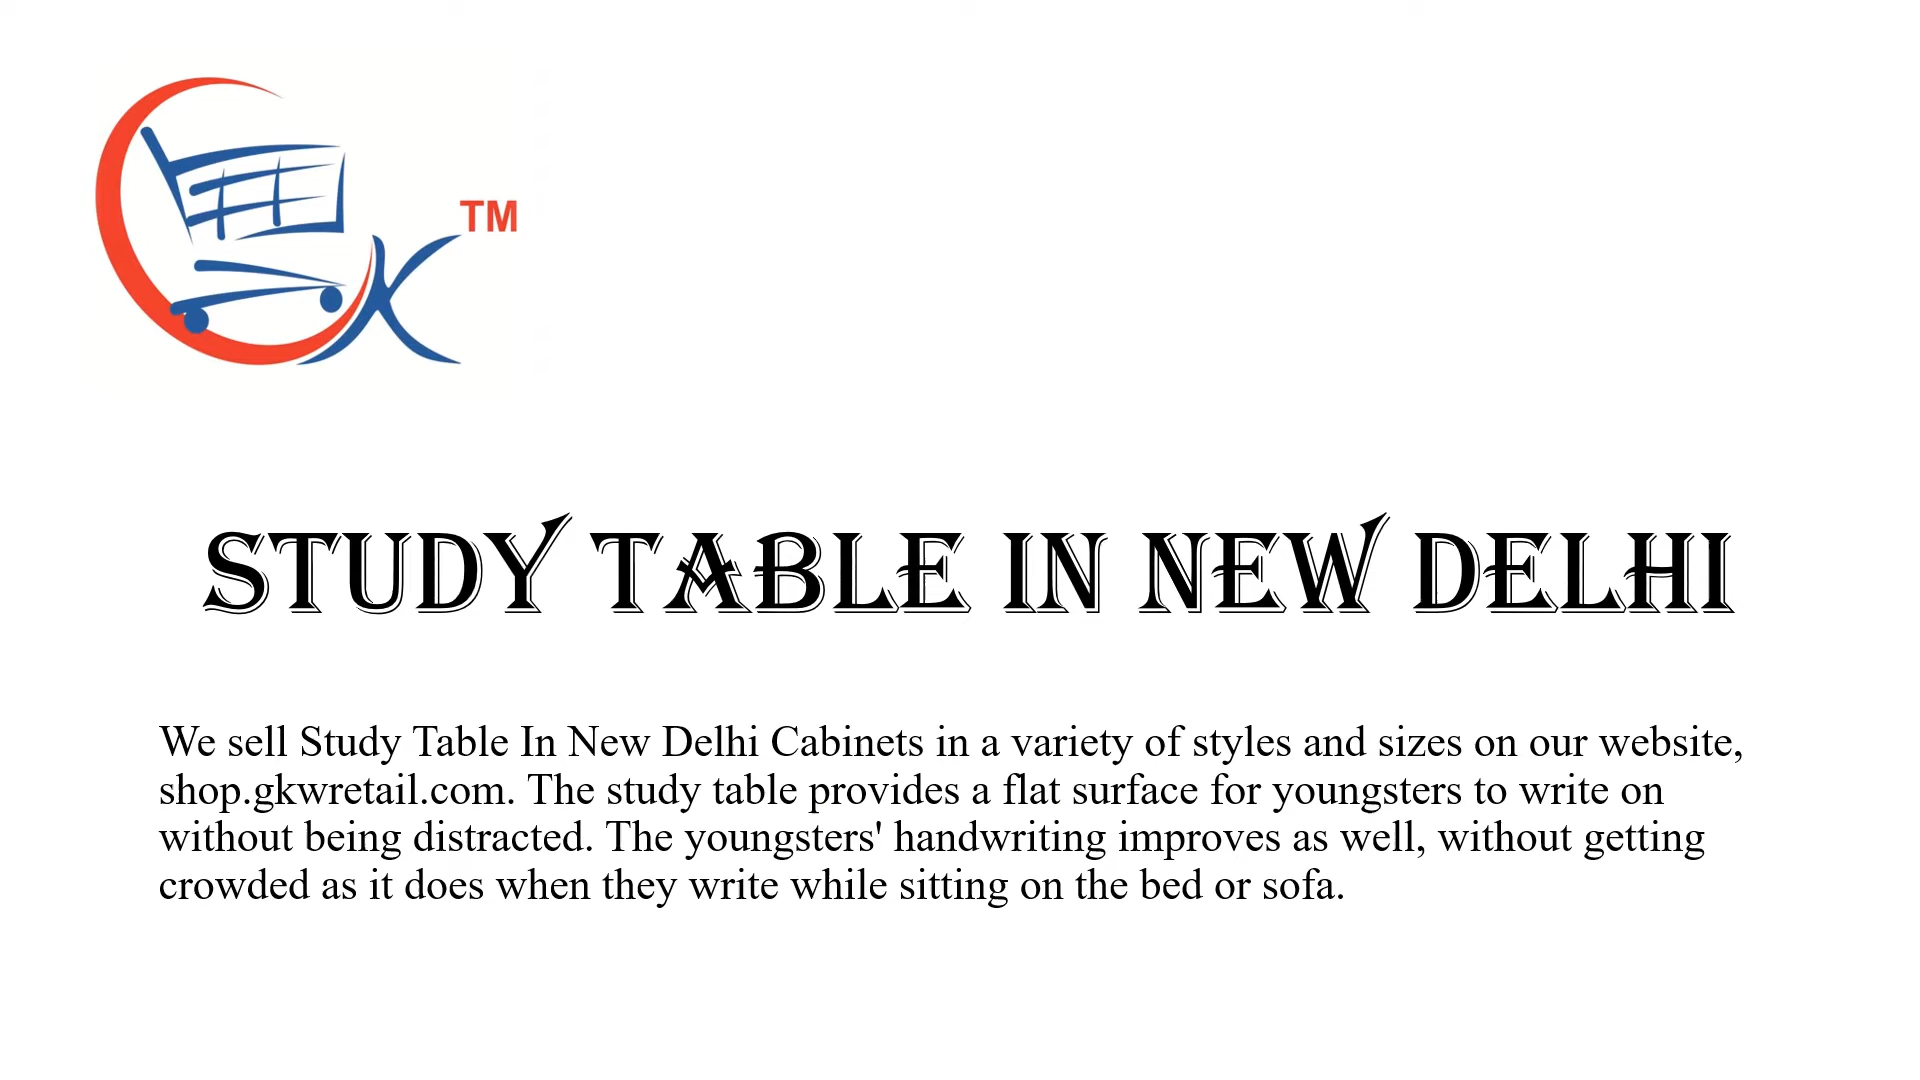 TM
STUDY TABLE IN NEW DELHI
We sell Study Table In New Delhi Cabinets in a variety of styles and sizes on our website,
shop.gkwretail.com. The study table provides a flat surface for youngsters to write on
without being distracted. The youngsters' handwriting improves as well, without getting
crowded as it does when they write while sitting on the bed or sofa.